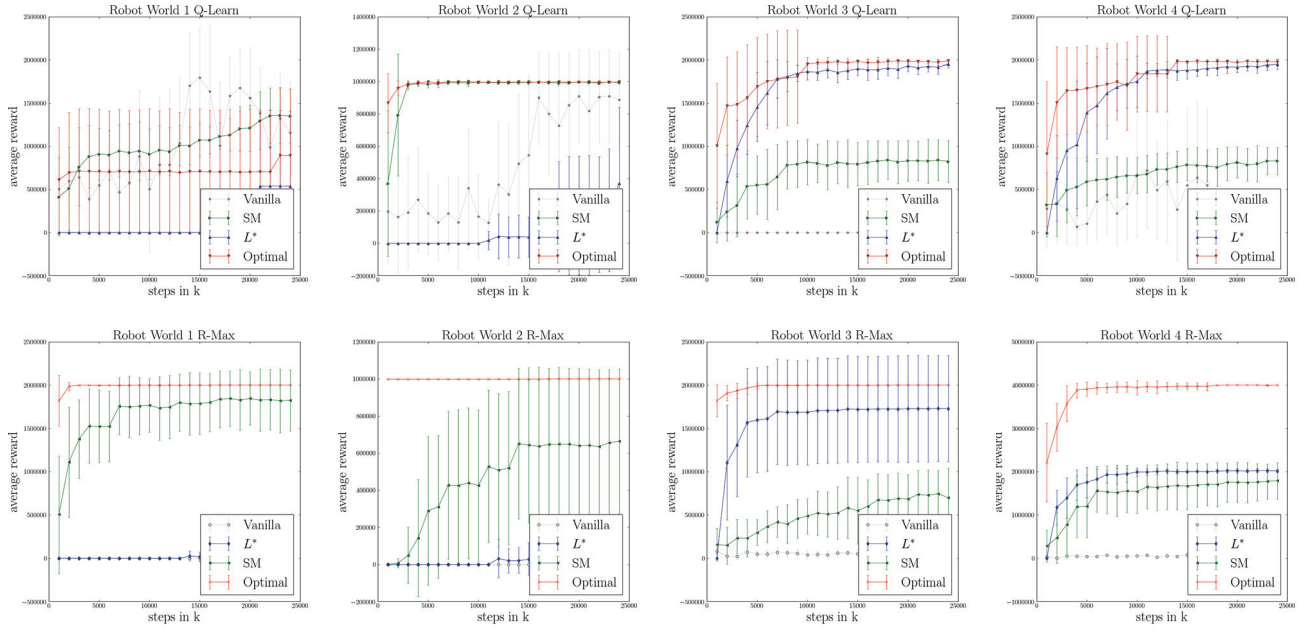 Robot World 1 Q-Learn
2500000
2000000
1500000
1000000
500000
0
−500000
0
5000
10000
15000
20000
25000
average reward
steps in k
Vanilla
SM
L*
Optimal
Robot World 2 Q-Learn
1400000
1200000
1000000
800000
600000
400000
200000
0
−200000
0
5000
10000
15000
20000
25000
average reward
steps in k
Vanilla
SM
L*
Optimal
Robot World 3 Q-Learn
2500000
2000000
1500000
1000000
500000
0
−500000
0
5000
10000
15000
20000
25000
average reward
steps in k
Vanilla
SM
L*
Optimal
Robot World 4 Q-Learn
2500000
2000000
1500000
1000000
500000
0
−500000
0
5000
10000
15000
20000
25000
average reward
steps in k
Vanilla
SM
L*
Optimal
Robot World 1 R-Max
2500000
2000000
1500000
1000000
500000
0
−500000
0
5000
10000
15000
20000
25000
average reward
steps in k
Vanilla
L*
SM
Optimal
Robot World 2 R-Max
1200000
1000000
800000
600000
400000
200000
0
−200000
0
5000
10000
15000
20000
25000
average reward
steps in k
Vanilla
L*
SM
Optimal
Robot World 3 R-Max
2500000
2000000
1500000
1000000
500000
0
−500000
0
5000
10000
15000
20000
25000
average reward
steps in k
Vanilla
L*
SM
Optimal
Robot World 4 R-Max
5000000
4000000
3000000
2000000
1000000
0
−1000000
0
5000
10000
15000
20000
25000
average reward
steps in k
Vanilla
L*
SM
Optimal